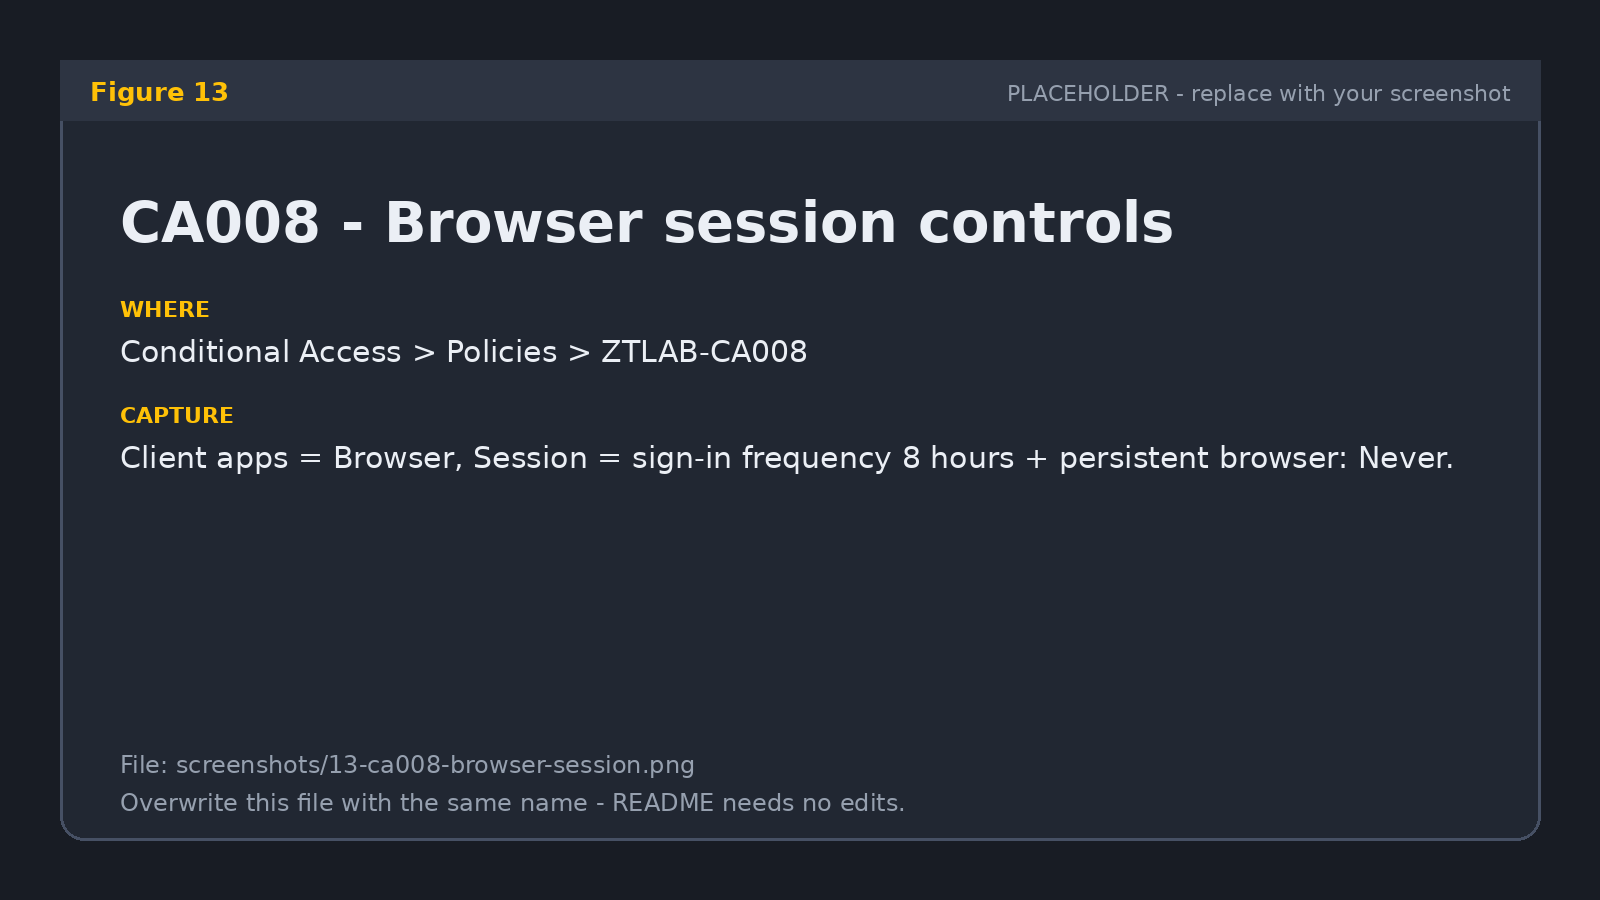 Figure 13
PLACEHOLDER - replace with your screenshot
CA008 - Browser session controls
WHERE
Conditional Access > Policies > ZTLAB-CA008
CAPTURE
Client apps = Browser, Session = sign-in frequency 8 hours + persistent browser: Never.
File: screenshots/13-ca008-browser-session.png
Overwrite this file with the same name - README needs no edits.